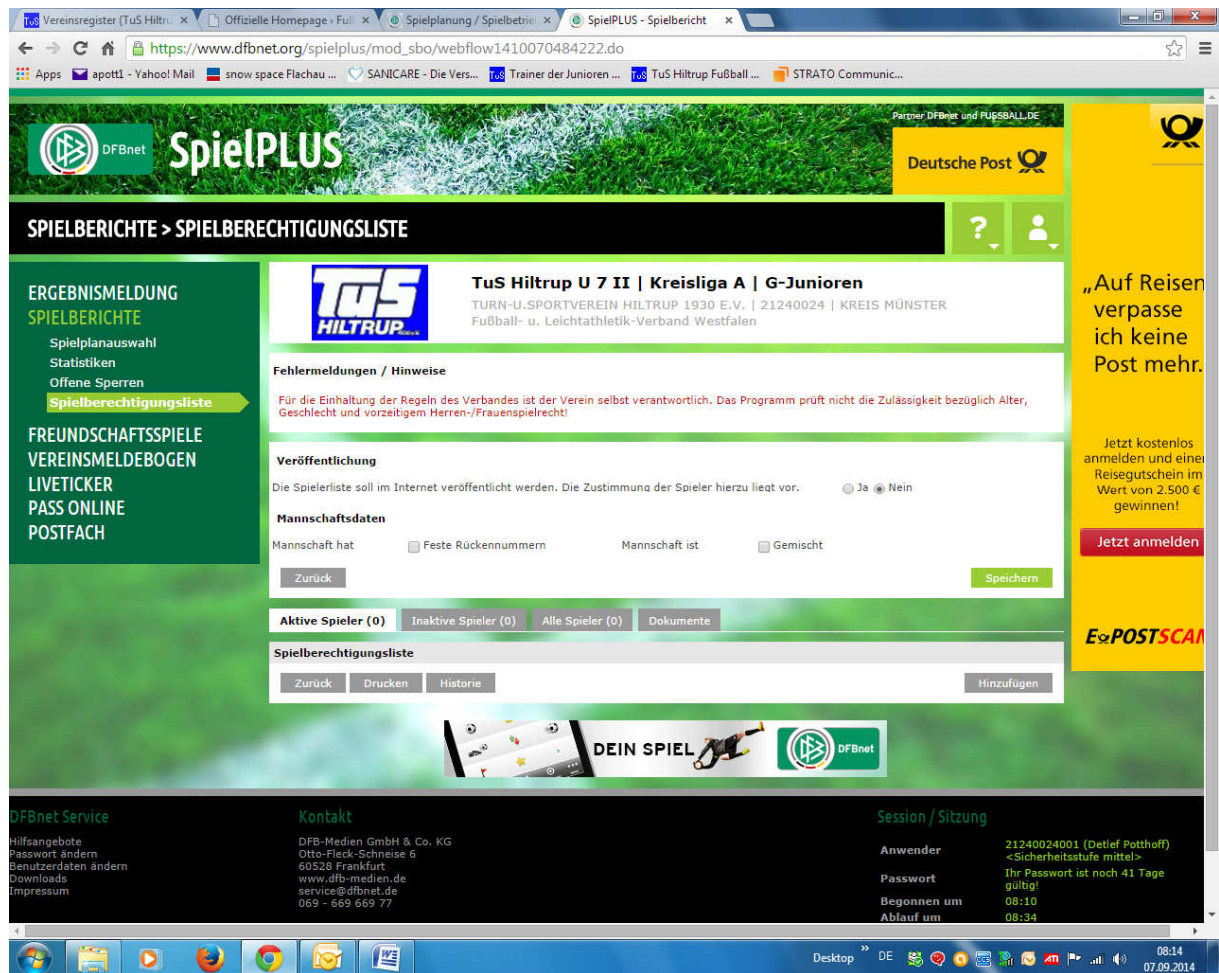 Vereinsregister (TuS Hiltru
Offizielle Homepage › Fuß
Spielplanung / Spielbetrie
SpielPLUS - Spielbericht
https://www.dfbnet.org/spielplus/mod_sbo/webflow1410070484222.do
Apps
apott1 - Yahoo! Mail
snow space Flachau ...
SANICARE - Die Vers...
TuS Trainer der Junioren ...
TuS TuS Hiltrup Fußball ...
STRATO Communic...
DFBnet SpielPLUS
Partner DFBnet und FUSSBALL.DE
Deutsche Post
SPIELBERICHTE > SPIELBERECHTIGUNGSLISTE
?
ERGEBNISMELDUNG
SPIELBERICHTE
Spielplanauswahl
Statistiken
Offene Sperren
Spielberechtigungsliste
FREUNDSCHAFTSSPIELE
VEREINSMELDEBOGEN
LIVETICKER
PASS ONLINE
POSTFACH
TuS
HILTRUP
TuS Hiltrup U 7 II | Kreisliga A | G-Junioren
TURN-U.SPORTVEREIN HILTRUP 1930 E.V. | 21240024 | KREIS MÜNSTER
Fußball- u. Leichtathletik-Verband Westfalen
Fehlermeldungen / Hinweise
Für die Einhaltung der Regeln des Verbandes ist der Verein selbst verantwortlich. Das Programm prüft nicht die Zulässigkeit bezüglich Alter,
Geschlecht und vorzeitigem Herren-/Frauenspielrecht!
Veröffentlichung
Die Spielerliste soll im Internet veröffentlicht werden. Die Zustimmung der Spieler hierzu liegt vor. Ja Nein
Mannschaftsdaten
Mannschaft hat Feste Rückennummern Mannschaft ist Gemischt
Zurück Speichern
Aktive Spieler (0) Inaktive Spieler (0) Alle Spieler (0) Dokumente
Spielberechtigungsliste
Zurück Drucken Historie Hinzufügen
DEIN SPIEL DFBnet
„Auf Reisen
verpasse
ich keine
Post mehr.
Jetzt kostenlos
anmelden und einen
Reisegutschein im
Wert von 2.500 €
gewinnen!
Jetzt anmelden
E-POSTSCAN
DFBnet Service
Hilfsangebote
Passwort ändern
Benutzerdaten ändern
Downloads
Impressum
Kontakt
DFB-Medien GmbH & Co. KG
Otto-Fleck-Schneise 6
60528 Frankfurt
www.dfb-medien.de
service@dfbnet.de
069 - 669 669 77
Session / Sitzung
Anwender 21240024001 (Detlef Potthoff)
<Sicherheitsstufe mittel>
Passwort Ihr Passwort ist noch 41 Tage
gültig!
Begonnen um 08:10
Ablauf um 08:34
Desktop » DE
08:14
07.09.2014